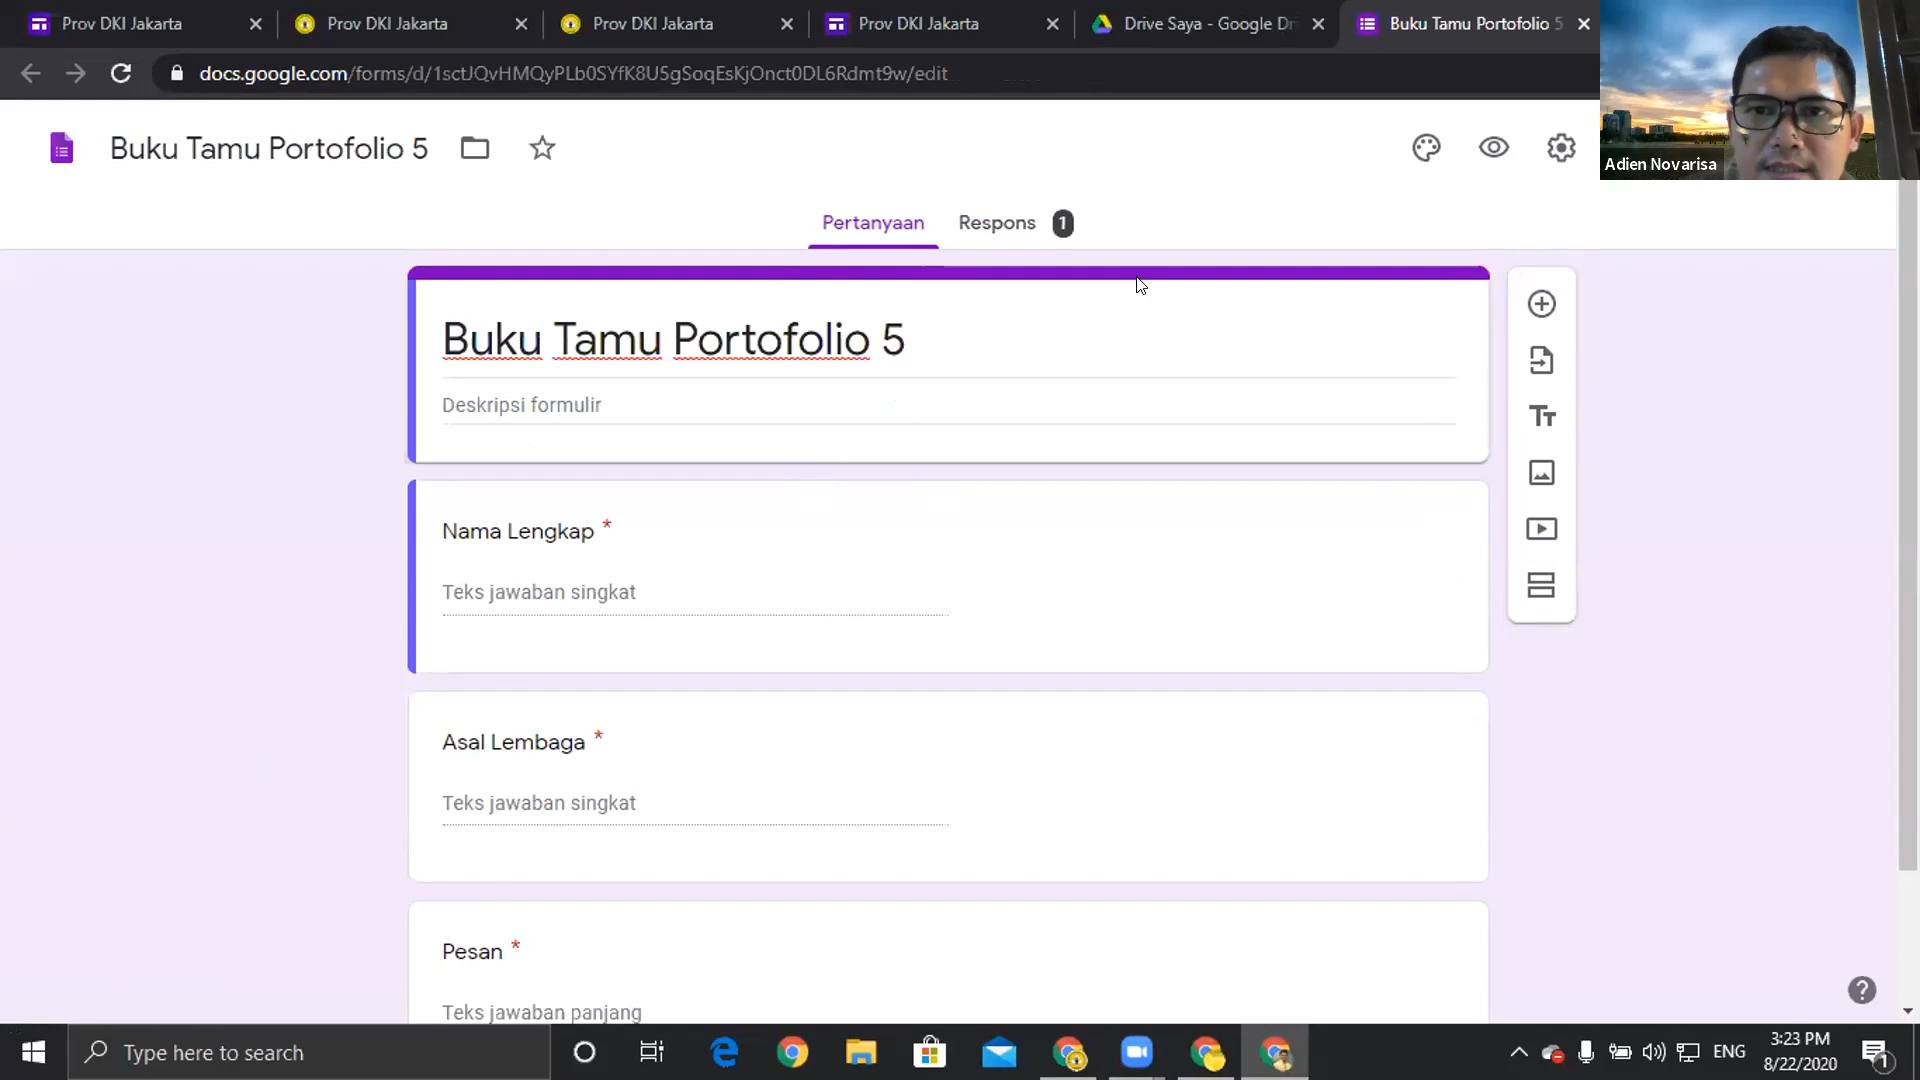 Prov DKI Jakarta
Prov DKI Jakarta
Prov DKI Jakarta
Prov DKI Jakarta
Drive Saya - Google Dri
Buku Tamu Portofolio 5
docs.google.com/forms/d/1sctJQvHMQyPLb0SYfK8U5gSoqEsKjOnct0DL6Rdmt9w/edit
Adien Novarisa
Buku Tamu Portofolio 5
Pertanyaan
Respons 1
Buku Tamu Portofolio 5
Deskripsi formulir
Nama Lengkap *
Teks jawaban singkat
Asal Lembaga *
Teks jawaban singkat
Pesan *
Teks jawaban panjang
Type here to search
ENG
3:23 PM
8/22/2020
1